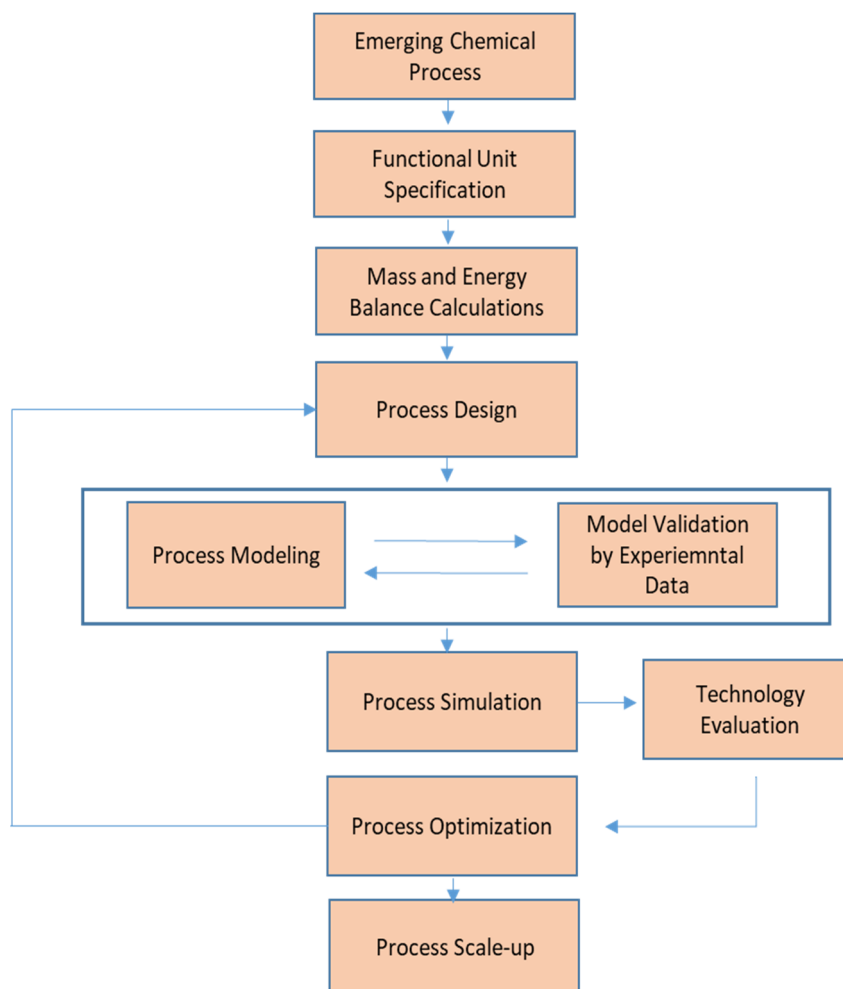 Emerging Chemical
Process
Functional Unit
Specification
Mass and Energy
Balance Calculations
Process Design
Process Modeling
Model Validation
by Experiemntal
Data
Process Simulation
Technology
Evaluation
Process Optimization
Process Scale-up